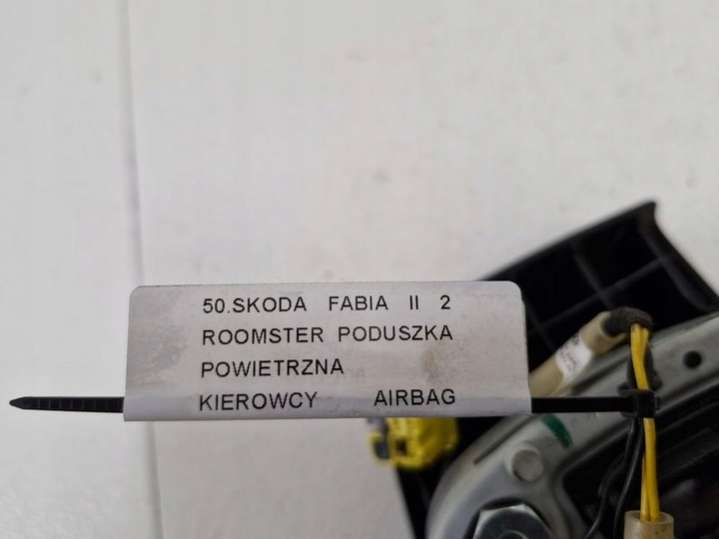 50.SKODA FABIA II 2
ROOMSTER PODUSZKA
POWIETRZNA
KIEROWCY AIRBAG